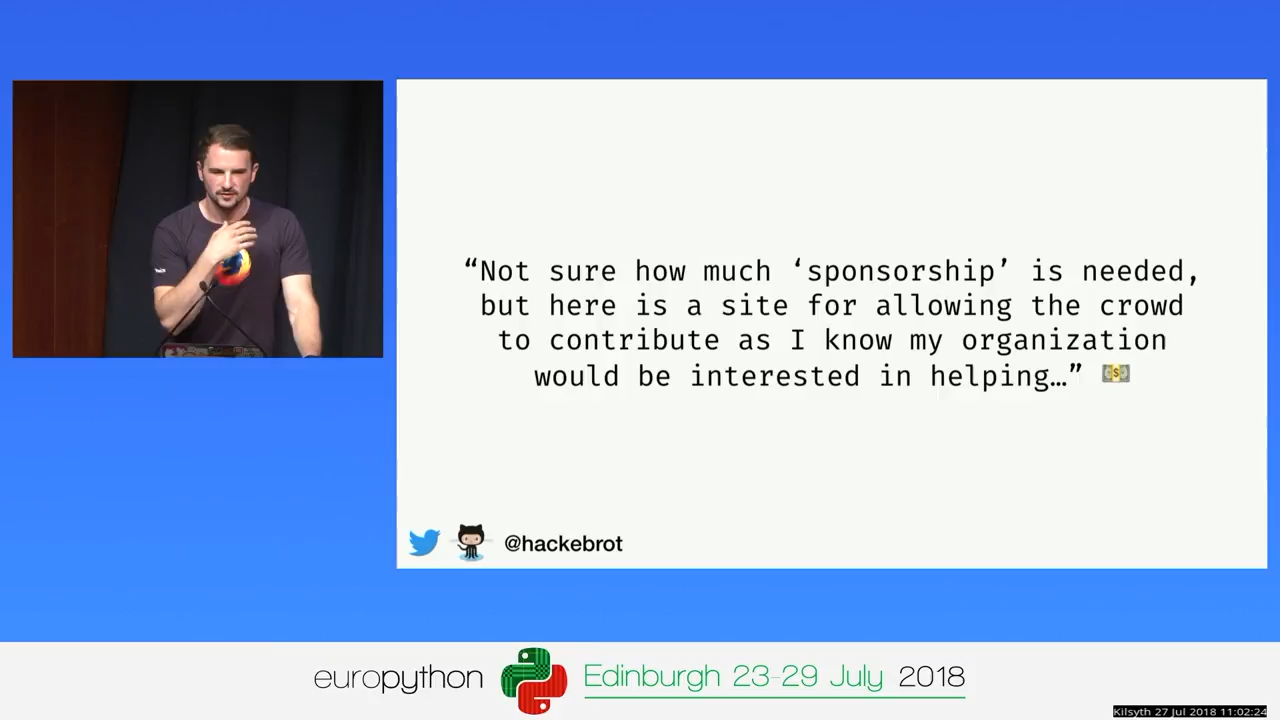 “Not sure how much ‘sponsorship’ is needed,
but here is a site for allowing the crowd
to contribute as I know my organization
would be interested in helping…”
@hackebrot
europython
Edinburgh 23-29 July 2018
Kilsyth 27 Jul 2018 11:02:24